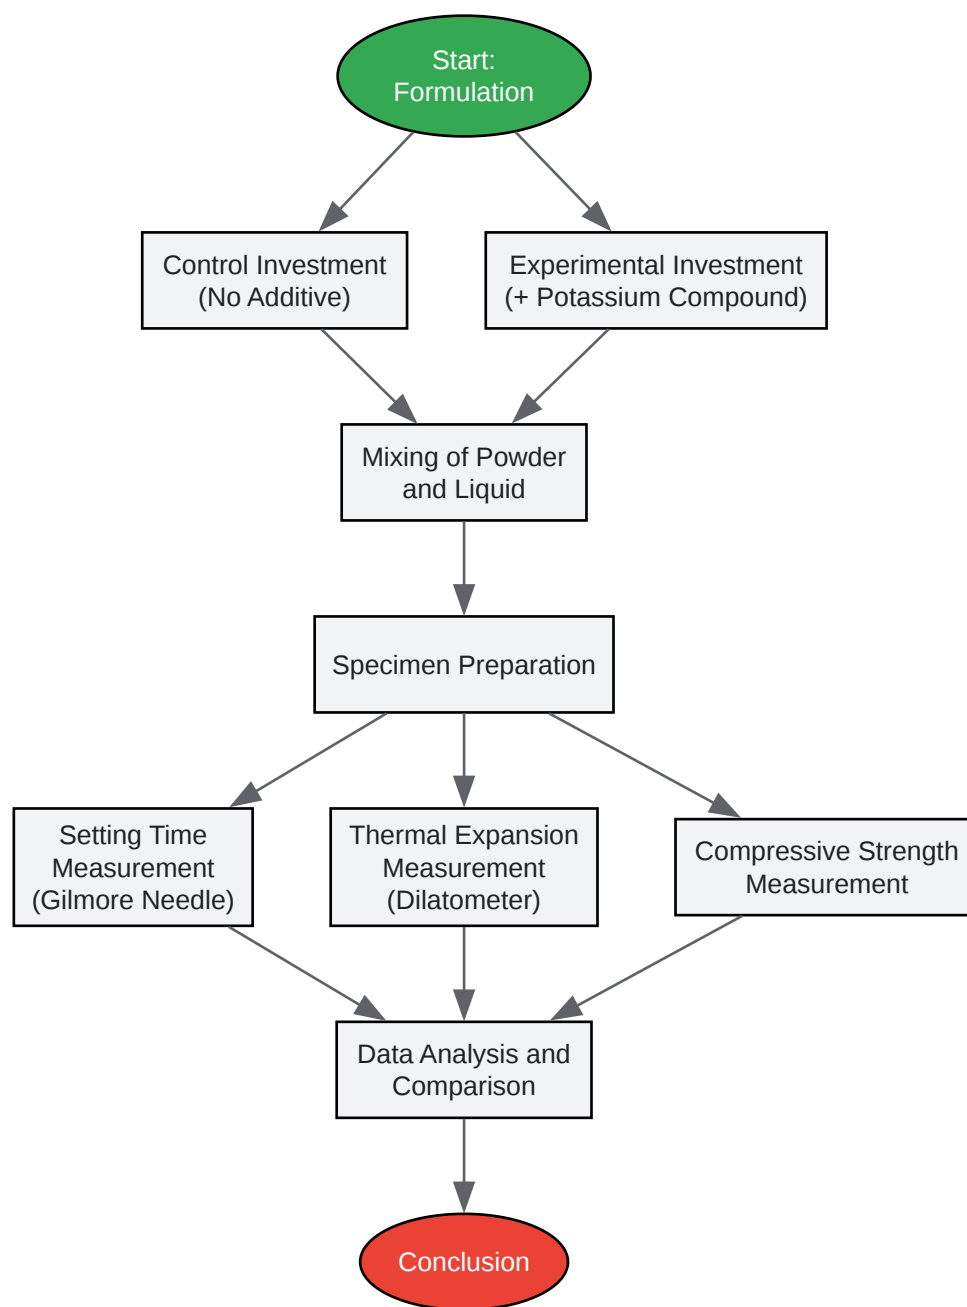 Start:
Formulation
Control Investment
(No Additive)
Experimental Investment
(+ Potassium Compound)
Mixing of Powder
and Liquid
Specimen Preparation
Setting Time
Measurement
(Gilmore Needle)
Thermal Expansion
Measurement
(Dilatometer)
Compressive Strength
Measurement
Data Analysis and
Comparison
Conclusion